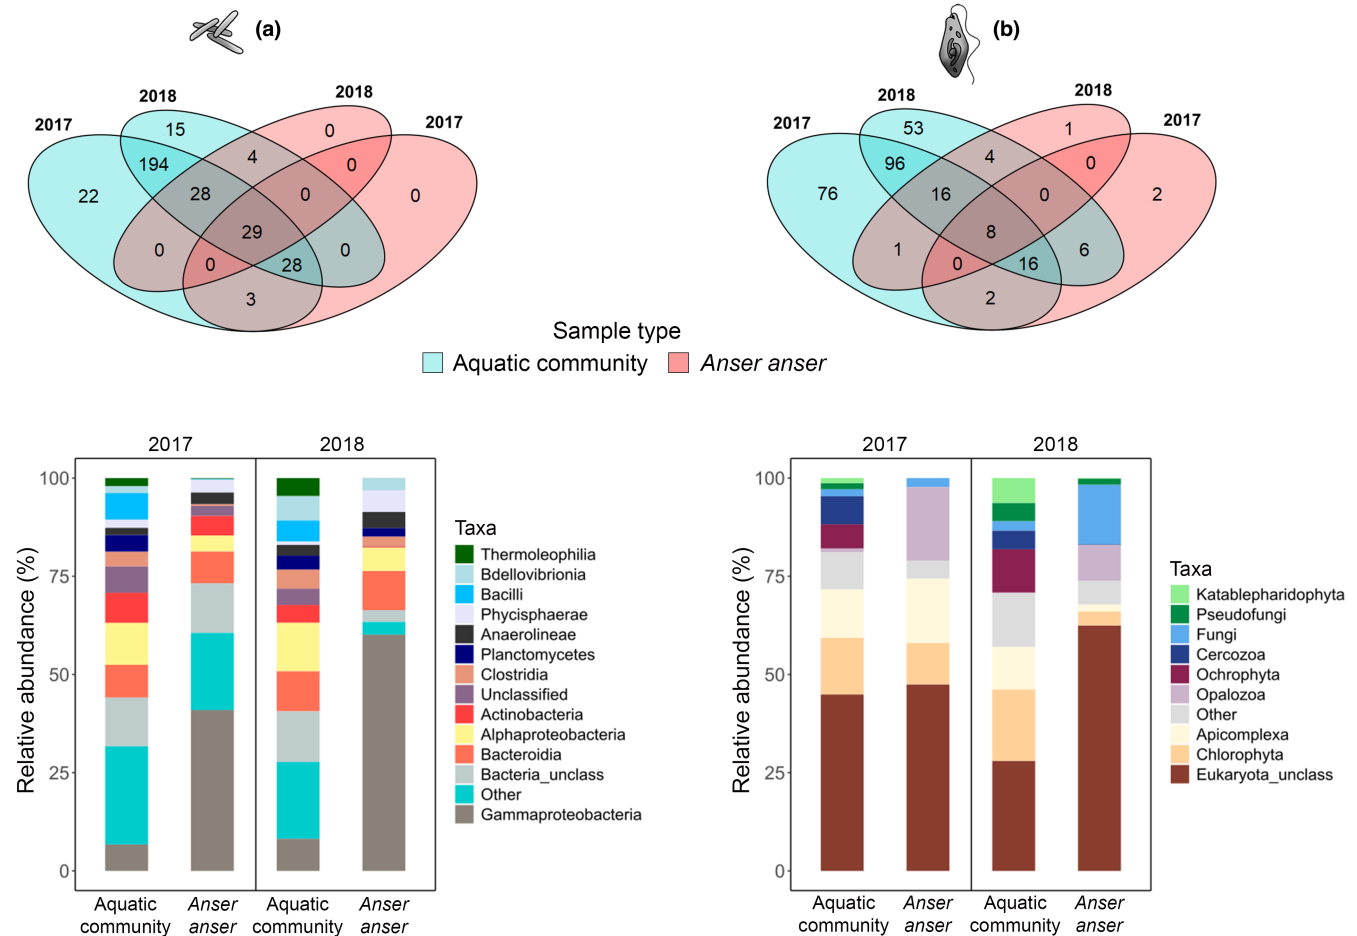 (a)
2017
2018
2018
2017
15
0
194
4
0
22
28
0
0
29
0
0
0
28
3
(b)
2017
2018
2018
2017
53
1
96
4
0
76
16
0
2
8
1
0
16
6
2
Sample type
Aquatic community
Anser anser
2017
2018
100
75
50
25
0
Relative abundance (%)
Aquatic
community
Anser
anser
Aquatic
community
Anser
anser
Taxa
Thermoleophilia
Bdellovibrionia
Bacilli
Phycisphaerae
Anaerolineae
Planctomycetes
Clostridia
Unclassified
Actinobacteria
Alphaproteobacteria
Bacteroidia
Bacteria_unclass
Other
Gammaproteobacteria
2017
2018
100
75
50
25
0
Relative abundance (%)
Aquatic
community
Anser
anser
Aquatic
community
Anser
anser
Taxa
Katablepharidophyta
Pseudofungi
Fungi
Cercozoa
Ochrophyta
Opalozoa
Other
Apicomplexa
Chlorophyta
Eukaryota_unclass